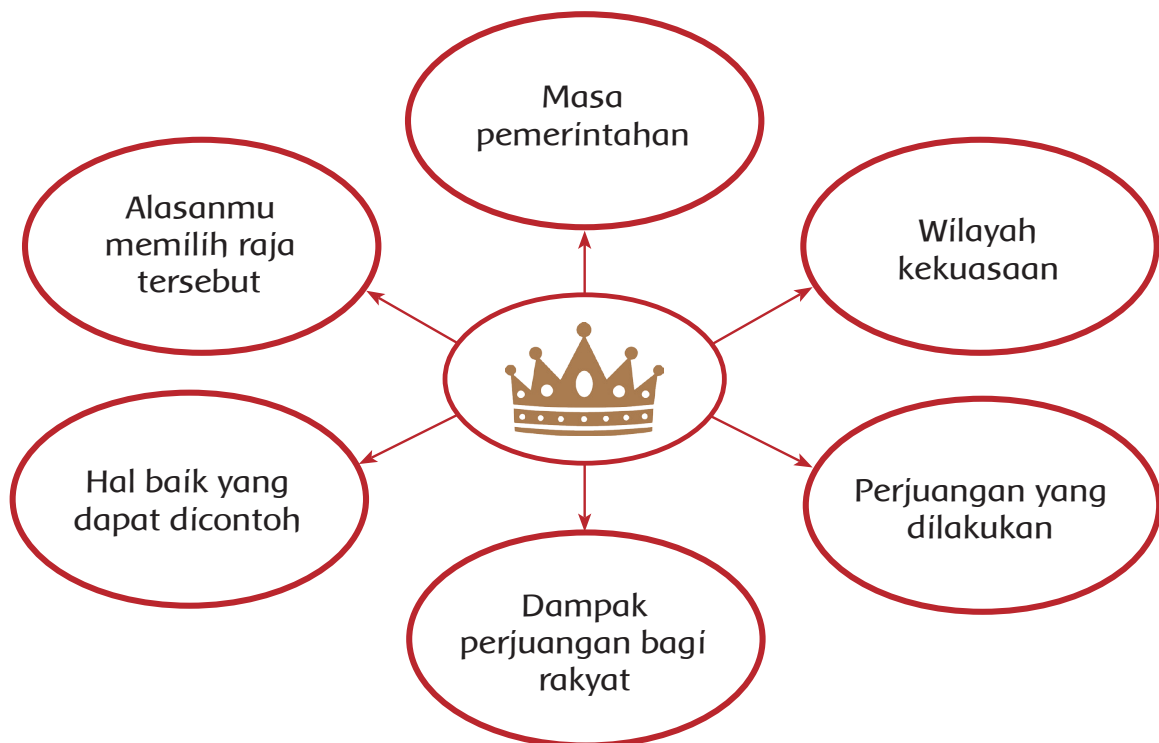 Masa
pemerintahan
Alasanmu
memilih raja
tersebut
Wilayah
kekuasaan
Hal baik yang
dapat dicontoh
Perjuangan yang
dilakukan
Dampak
perjuangan bagi
rakyat